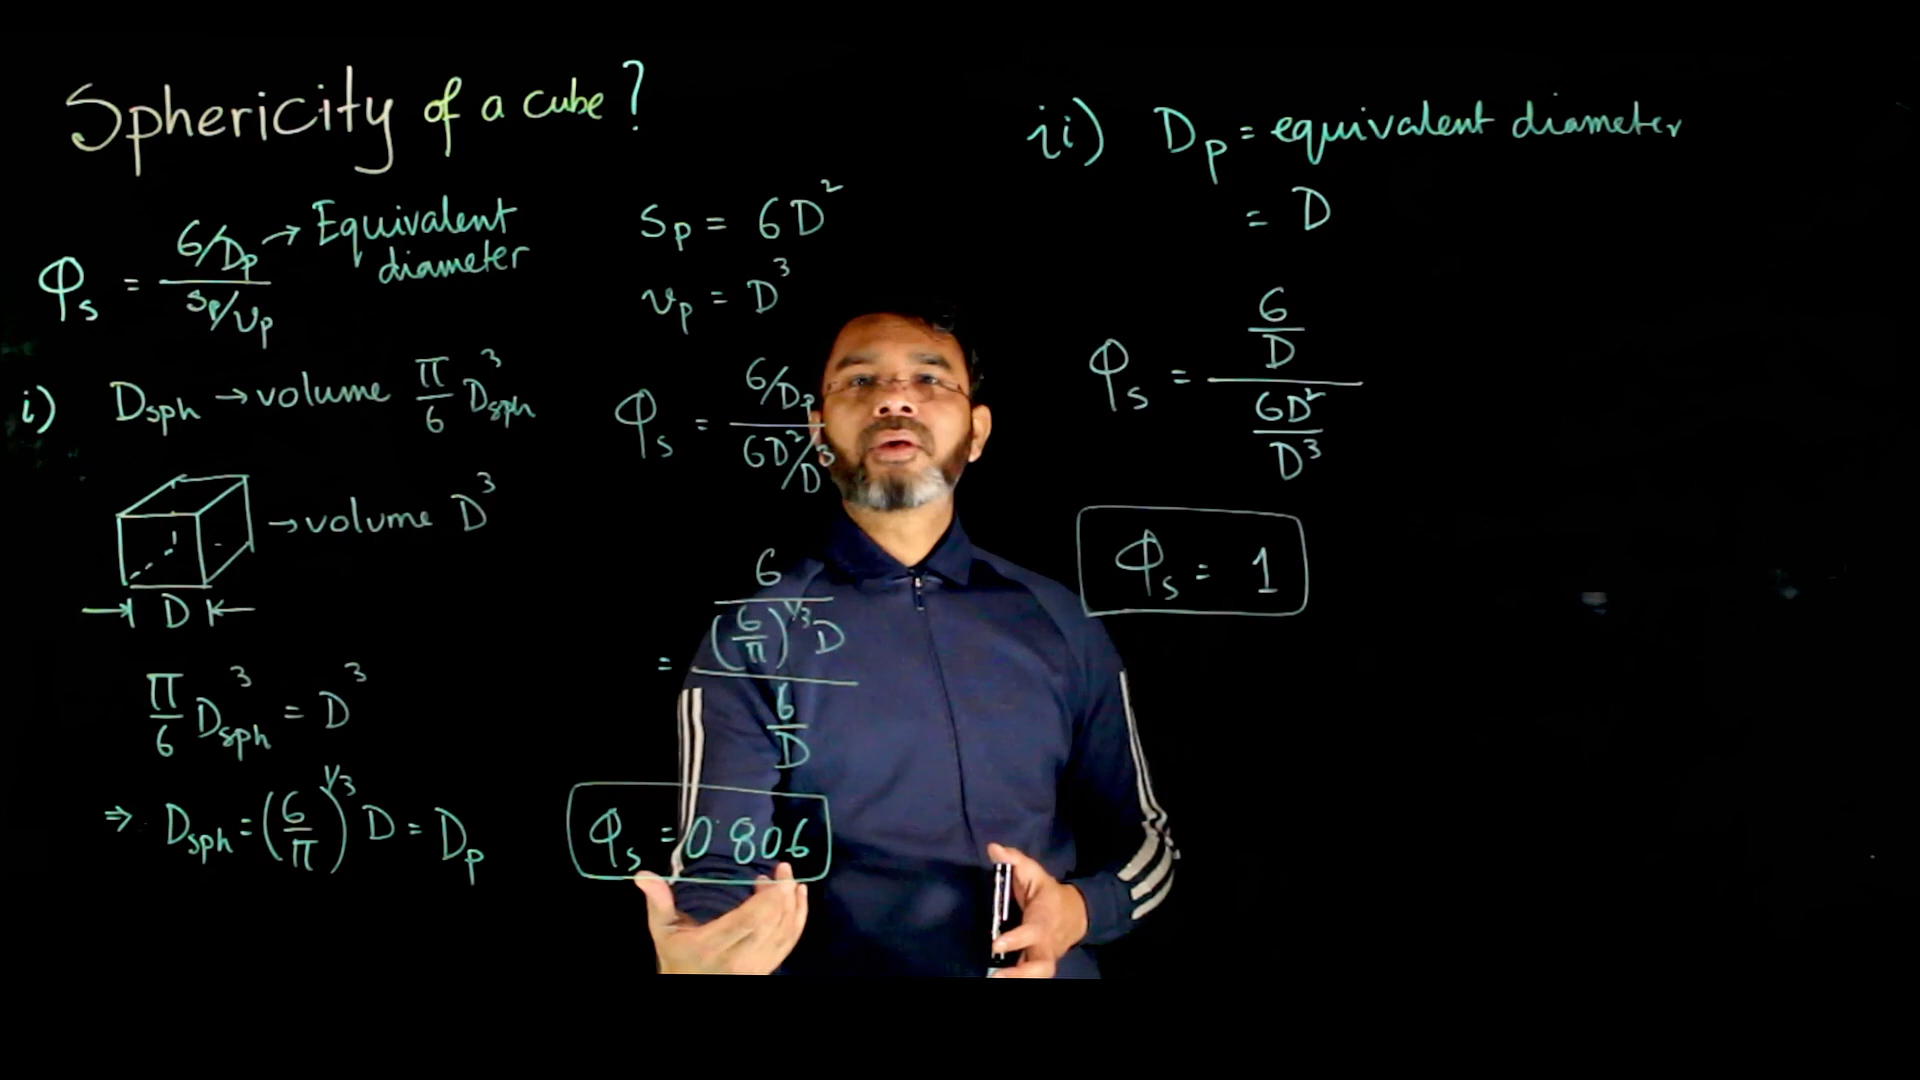 Sphericity of a cube?
φs = (6/Dp) / (sp/vp) → Equivalent diameter
i) Dsph → volume π/6 Dsph³
→ volume D³
→ D ←
π/6 Dsph³ = D³
⇒ Dsph = (6/π)^1/3 D = Dp
sp = 6D²
vp = D³
φs = (6/Dp) / (6D²/D³)
= (6 / ((6/π)^1/3 D)) / (6/D)
φs = 0.806
ii) Dp = equivalent diameter
= D
φs = (6/D) / (6D²/D³)
φs = 1